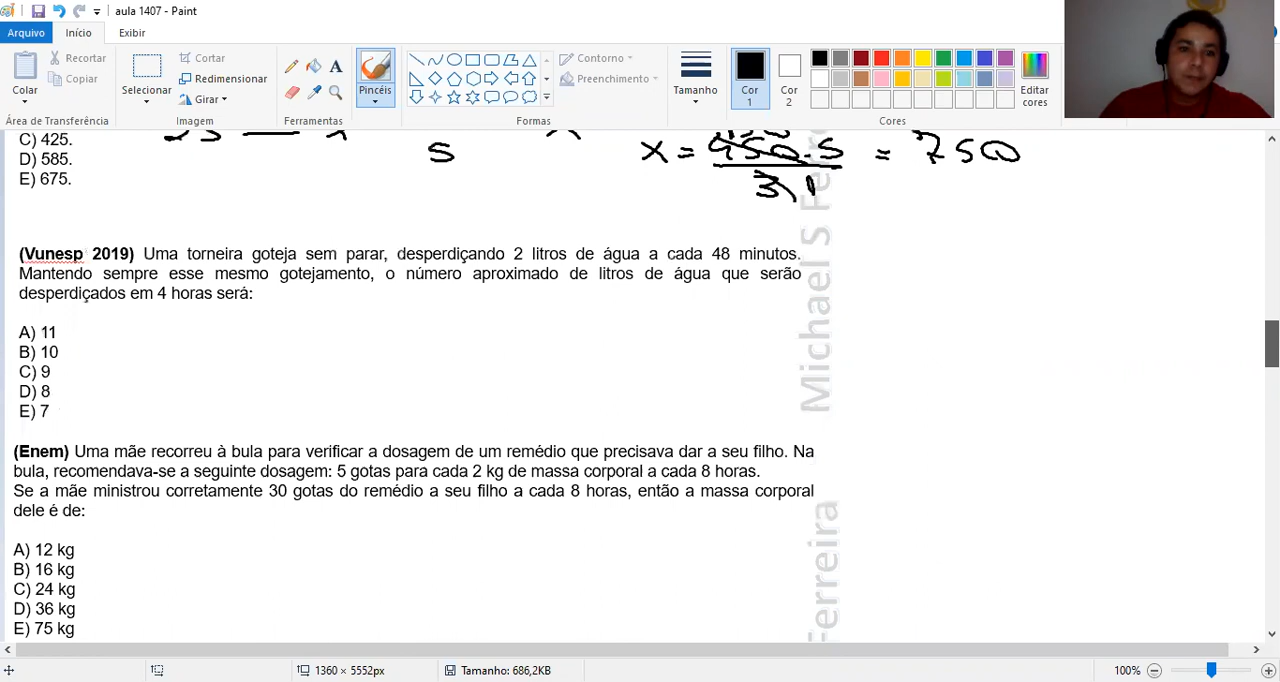 aula 1407 - Paint
Arquivo Início Exibir
Colar
Recortar
Copiar
Área de Transferência
Selecionar
Cortar
Redimensionar
Girar
Imagem
A
Pincéis
Ferramentas
Contorno
Preenchimento
Formas
Tamanho
Cor 1
Cor 2
Editar cores
Cores
C) 425.
D) 585.
E) 675.
5
x = 450.5 = 750
3 1
(Vunesp 2019) Uma torneira goteja sem parar, desperdiçando 2 litros de água a cada 48 minutos.
Mantendo sempre esse mesmo gotejamento, o número aproximado de litros de água que serão
desperdiçados em 4 horas será:
A) 11
B) 10
C) 9
D) 8
E) 7
(Enem) Uma mãe recorreu à bula para verificar a dosagem de um remédio que precisava dar a seu filho. Na
bula, recomendava-se a seguinte dosagem: 5 gotas para cada 2 kg de massa corporal a cada 8 horas.
Se a mãe ministrou corretamente 30 gotas do remédio a seu filho a cada 8 horas, então a massa corporal
dele é de:
A) 12 kg
B) 16 kg
C) 24 kg
D) 36 kg
E) 75 kg
Michael S Ferre
Ferreira
1360 × 5552px
Tamanho: 686,2KB
100%